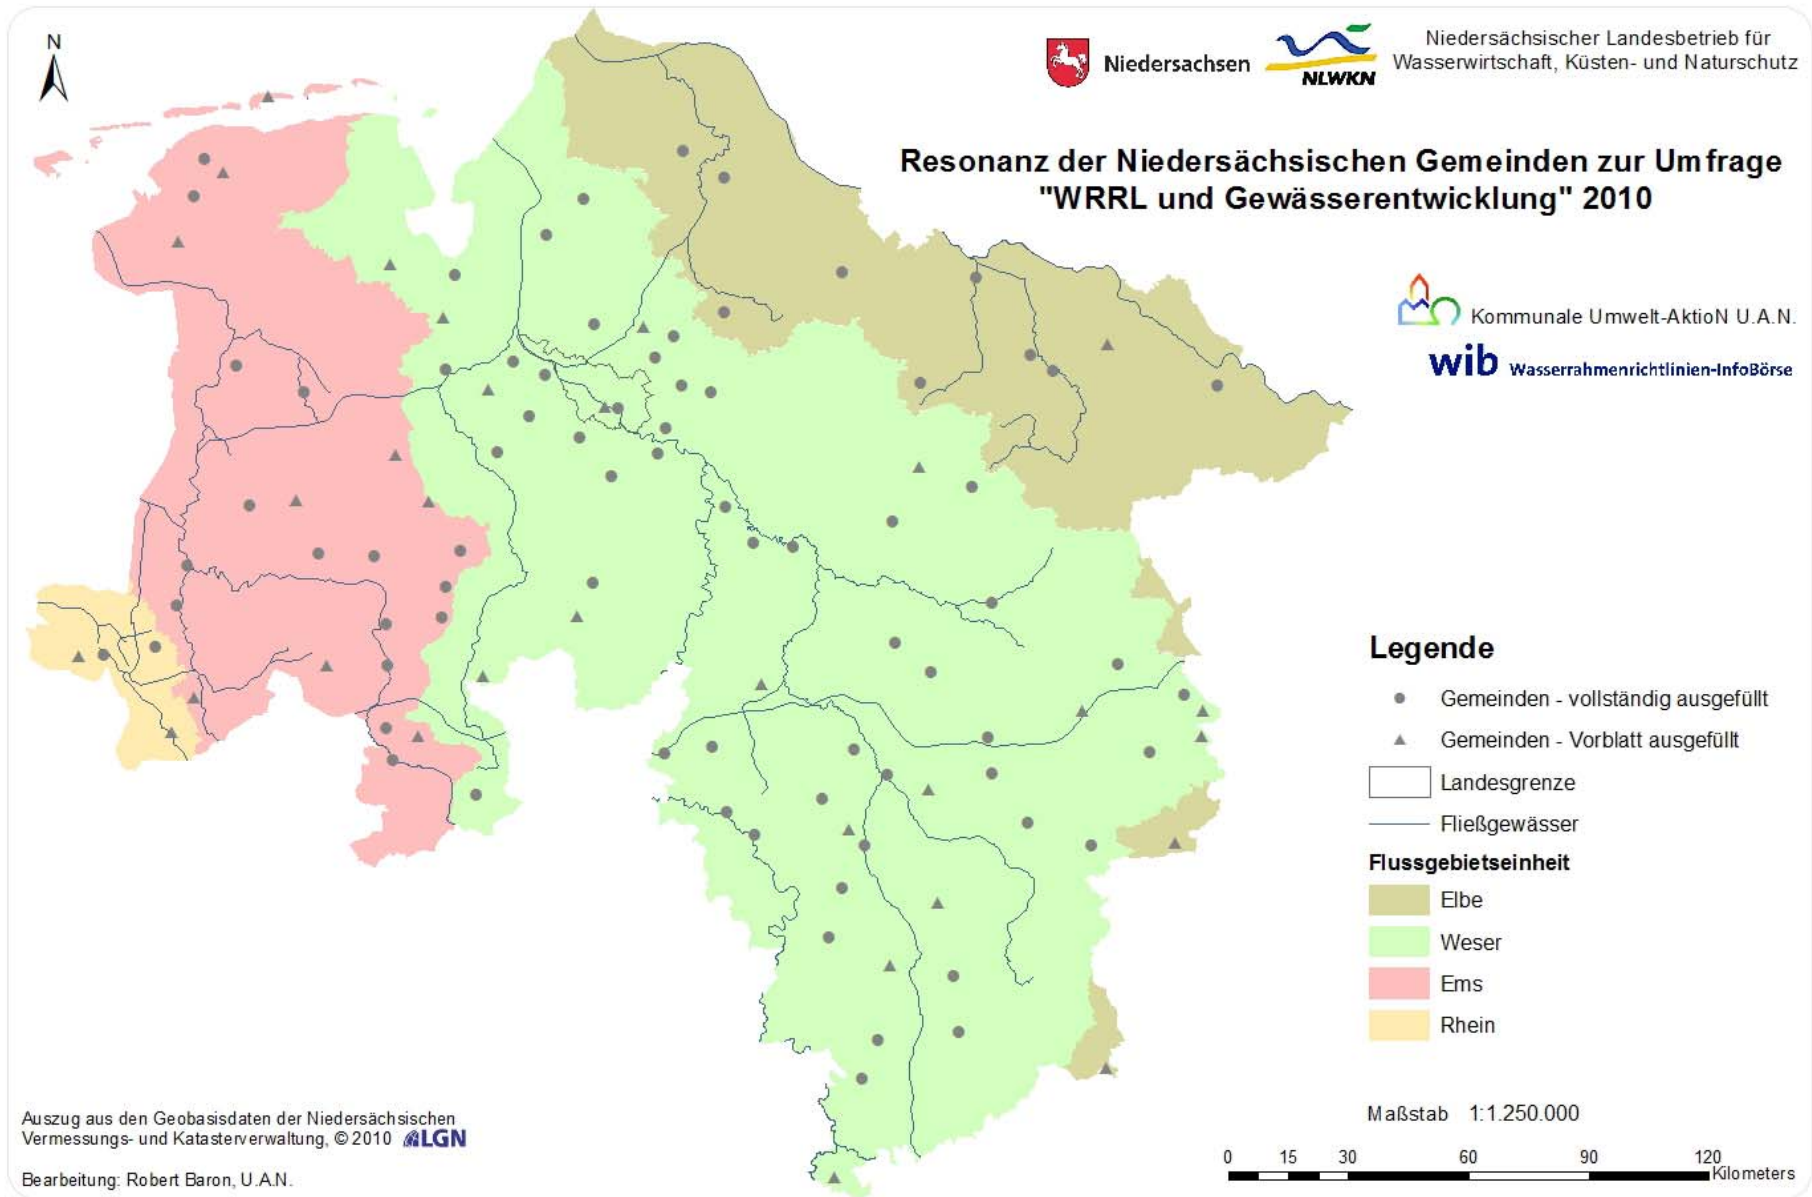 N
Niedersachsen
NLWKN
Niedersächsischer Landesbetrieb für
Wasserwirtschaft, Küsten- und Naturschutz
Resonanz der Niedersächsischen Gemeinden zur Umfrage
"WRRL und Gewässerentwicklung" 2010
Kommunale Umwelt-AktioN U.A.N.
wib Wasserrahmenrichtlinien-InfoBörse
Legende
Gemeinden - vollständig ausgefüllt
Gemeinden - Vorblatt ausgefüllt
Landesgrenze
Fließgewässer
Flussgebietseinheit
Elbe
Weser
Ems
Rhein
Maßstab 1:1.250.000
0 15 30 60 90 120
Kilometers
Auszug aus den Geobasisdaten der Niedersächsischen
Vermessungs- und Katasterverwaltung, © 2010 LGN
Bearbeitung: Robert Baron, U.A.N.